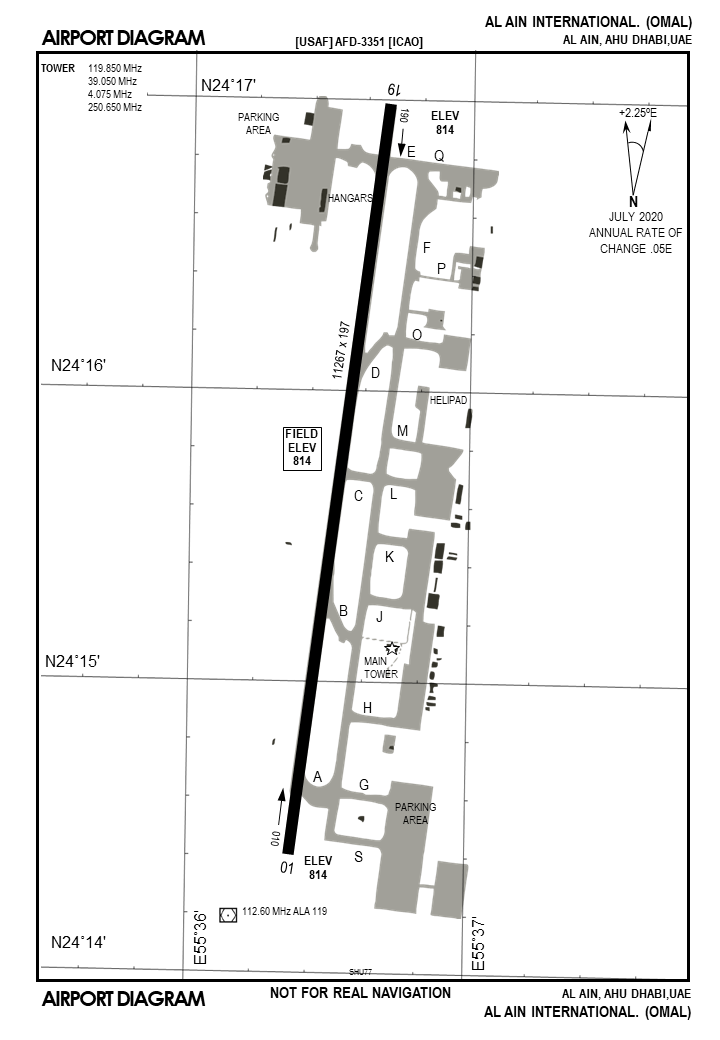 AIRPORT DIAGRAM
[USAF] AFD-3351 [ICAO]
AL AIN INTERNATIONAL. (OMAL)
AL AIN, AHU DHABI,UAE
TOWER 119.850 MHz
39.050 MHz
4.075 MHz
250.650 MHz
N24°17'
19
190
ELEV
814
+2.25ºE
N
JULY 2020
ANNUAL RATE OF
CHANGE .05E
PARKING
AREA
E Q
HANGARS
F
P
O
11267 x 197
N24°16'
D
HELIPAD
M
FIELD
ELEV
814
C L
K
B J
MAIN
TOWER
N24°15'
H
A
G
PARKING
AREA
010
01
ELEV
814
S
112.60 MHz ALA 119
E55°36'
E55°37'
N24°14'
SHU77
AIRPORT DIAGRAM
NOT FOR REAL NAVIGATION
AL AIN, AHU DHABI,UAE
AL AIN INTERNATIONAL. (OMAL)